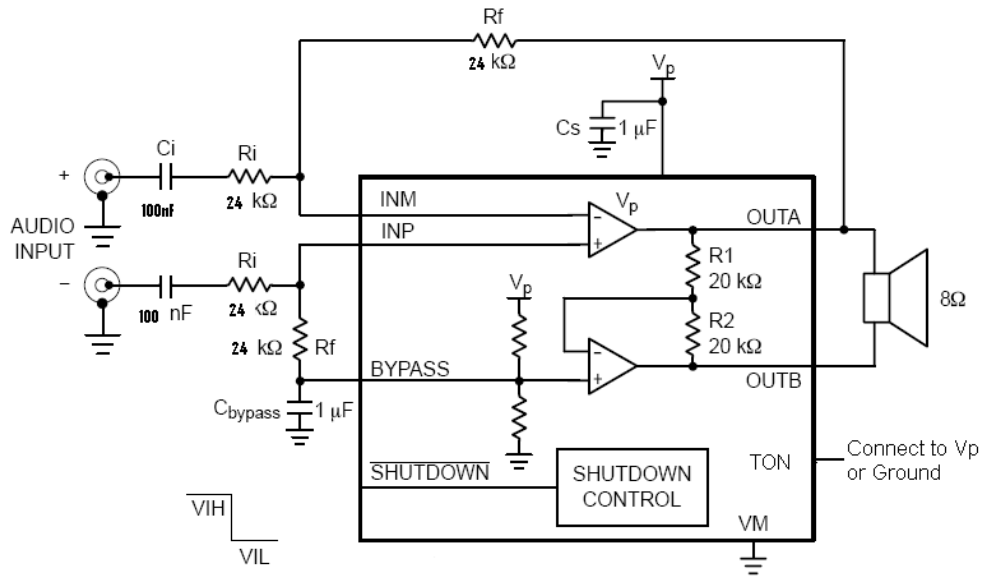 Rf
24 kΩ
Vp
Cs
1 μF
Ci
Ri
+
100nF
24 kΩ
AUDIO
INPUT
INM
INP
Vp
−
+
OUTA
R1
20 kΩ
Ri
−
100 nF
24 kΩ
Vp
8Ω
R2
20 kΩ
24 kΩ
Rf
−
+
BYPASS
OUTB
Cbypass
1 μF
TON
Connect to Vp
or Ground
SHUTDOWN
SHUTDOWN
CONTROL
VIH
VIL
VM